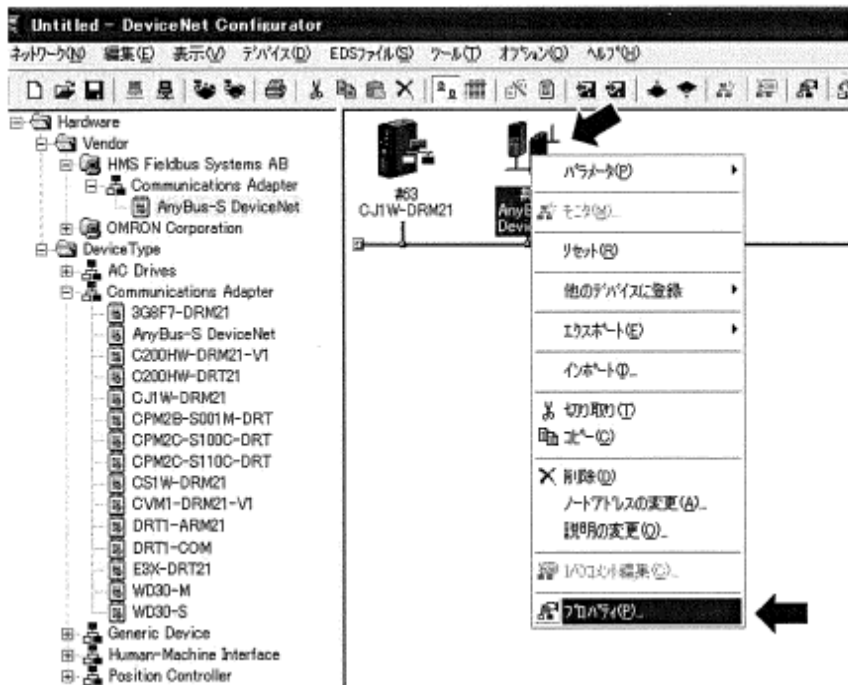 Untitled - DeviceNet Configurator
ネットワーク(N) 編集(E) 表示(V) デバイス(D) EDSファイル(S) ツール(T) オプション(O) ヘルプ(H)
Hardware
Vendor
HMS Fieldbus Systems AB
Communications Adapter
AnyBus-S DeviceNet
OMRON Corporation
DeviceType
AC Drives
Communications Adapter
3G8F7-DRM21
AnyBus-S DeviceNet
C200HW-DRM21-V1
C200HW-DRT21
CJ1W-DRM21
CPM2B-S001M-DRT
CPM2C-S100C-DRT
CPM2C-S110C-DRT
CS1W-DRM21
CVM1-DRM21-V1
DRT1-ARM21
DRT1-COM
E3X-DRT21
WD30-M
WD30-S
Generic Device
Human-Machine Interface
Position Controller
#63
CJ1W-DRM21
パラメータ(P)
モニタ(M)...
リセット(R)
他のデバイスに登録
エクスポート(E)
インポート(I)...
切り取り(T)
コピー(C)
削除(D)
ノードアドレスの変更(A)...
説明の変更(O)...
I/Oコメント編集(C)...
プロパティ(P)...